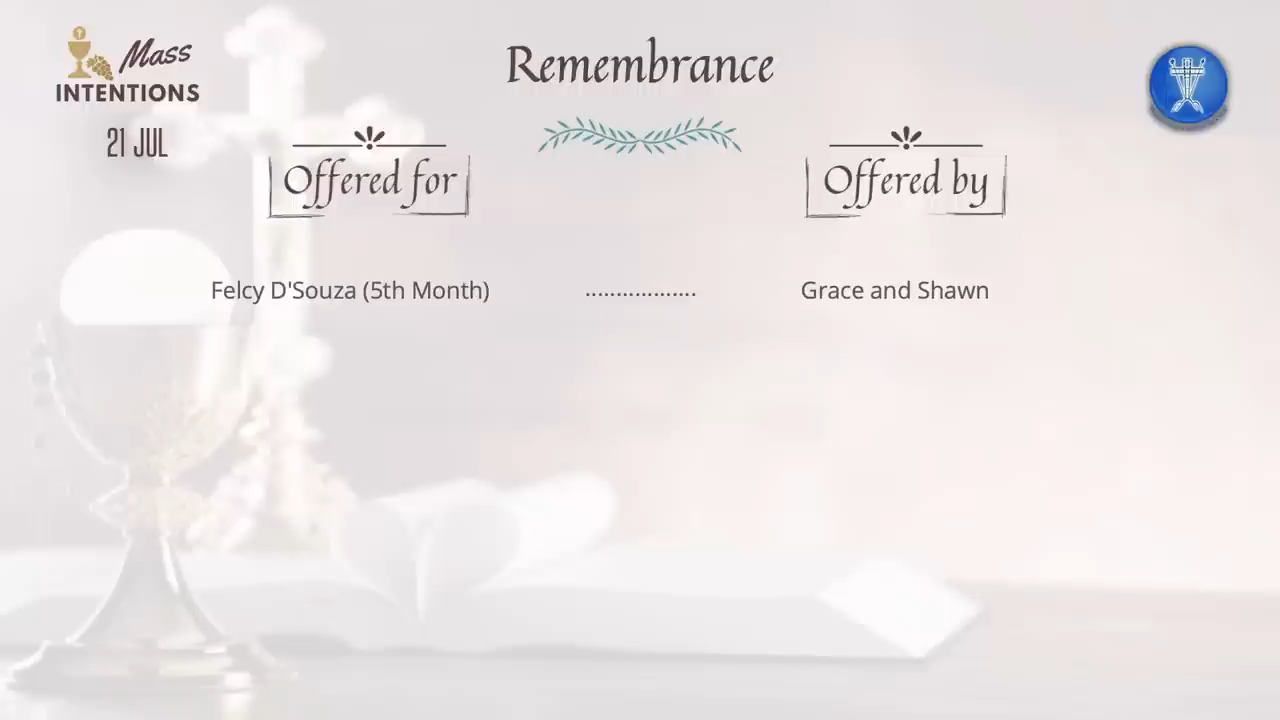 Mass
INTENTIONS
21 JUL
Remembrance
Offered for
Offered by
Felcy D'Souza (5th Month) .................. Grace and Shawn